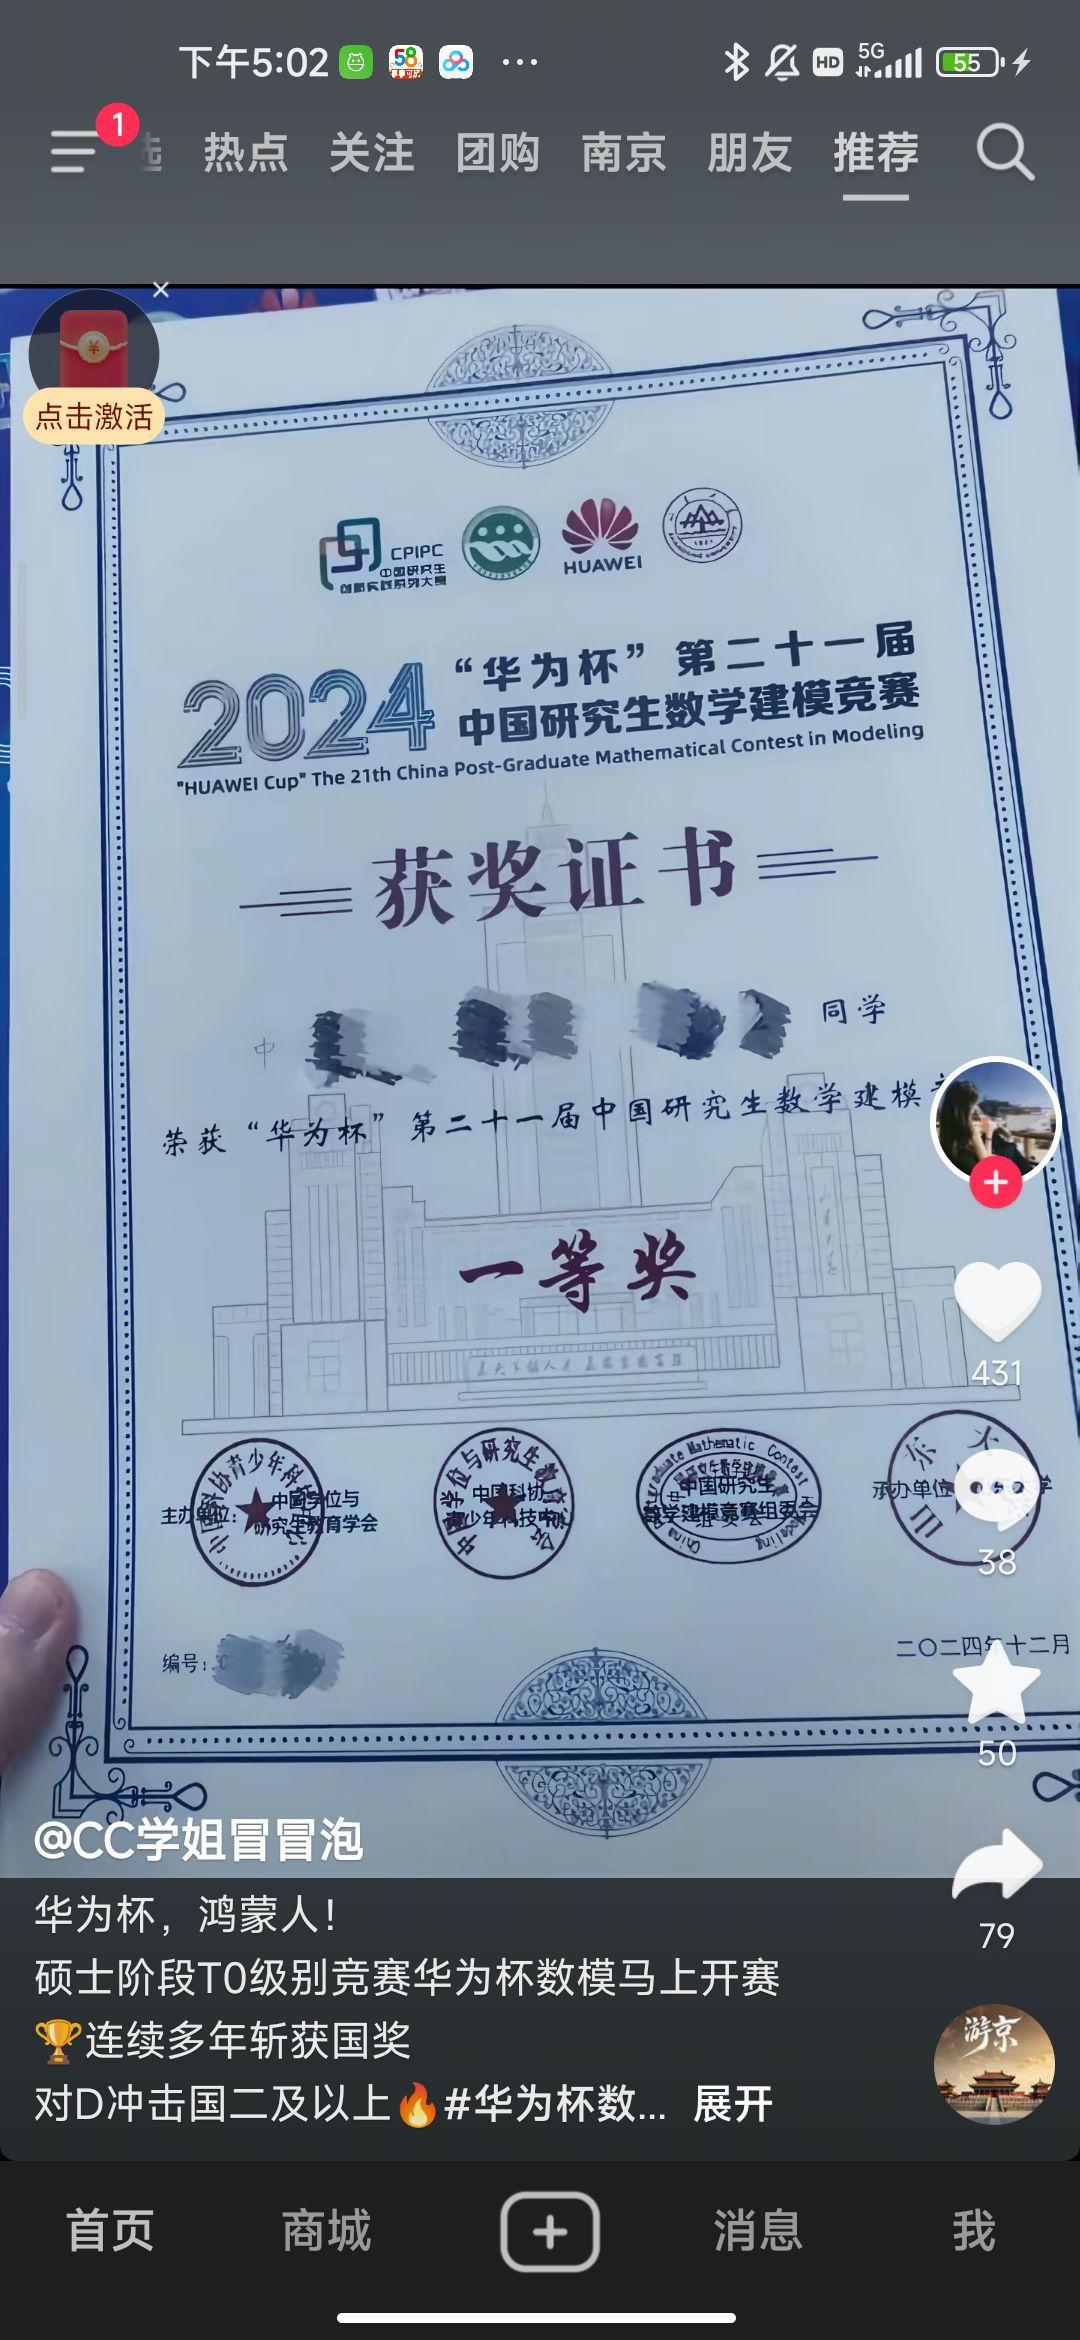 下午5:02
58
HD
5G
55
1
热点 关注 团购 南京 朋友 推荐
点击激活
CPIPC
中国研究生
创新实践系列大赛
HUAWEI
2024 “华为杯” 第二十一届
中国研究生数学建模竞赛
"HUAWEI Cup" The 21th China Post-Graduate Mathematical Contest in Modeling
获奖证书
中
同学
荣获“华为杯”第二十一届中国研究生数学建模
一等奖
431
主办单位：
中国学位与
研究生教育学会
中国科协
青少年科技中心
中国研究生
数学建模竞赛组委会
承办单位
38
编号：
二〇二四年十二月
50
@CC学姐冒冒泡
华为杯，鸿蒙人！
79
硕士阶段T0级别竞赛华为杯数模马上开赛
🏆连续多年斩获国奖
游京
对D冲击国二及以上🔥#华为杯数... 展开
首页 商城 消息 我